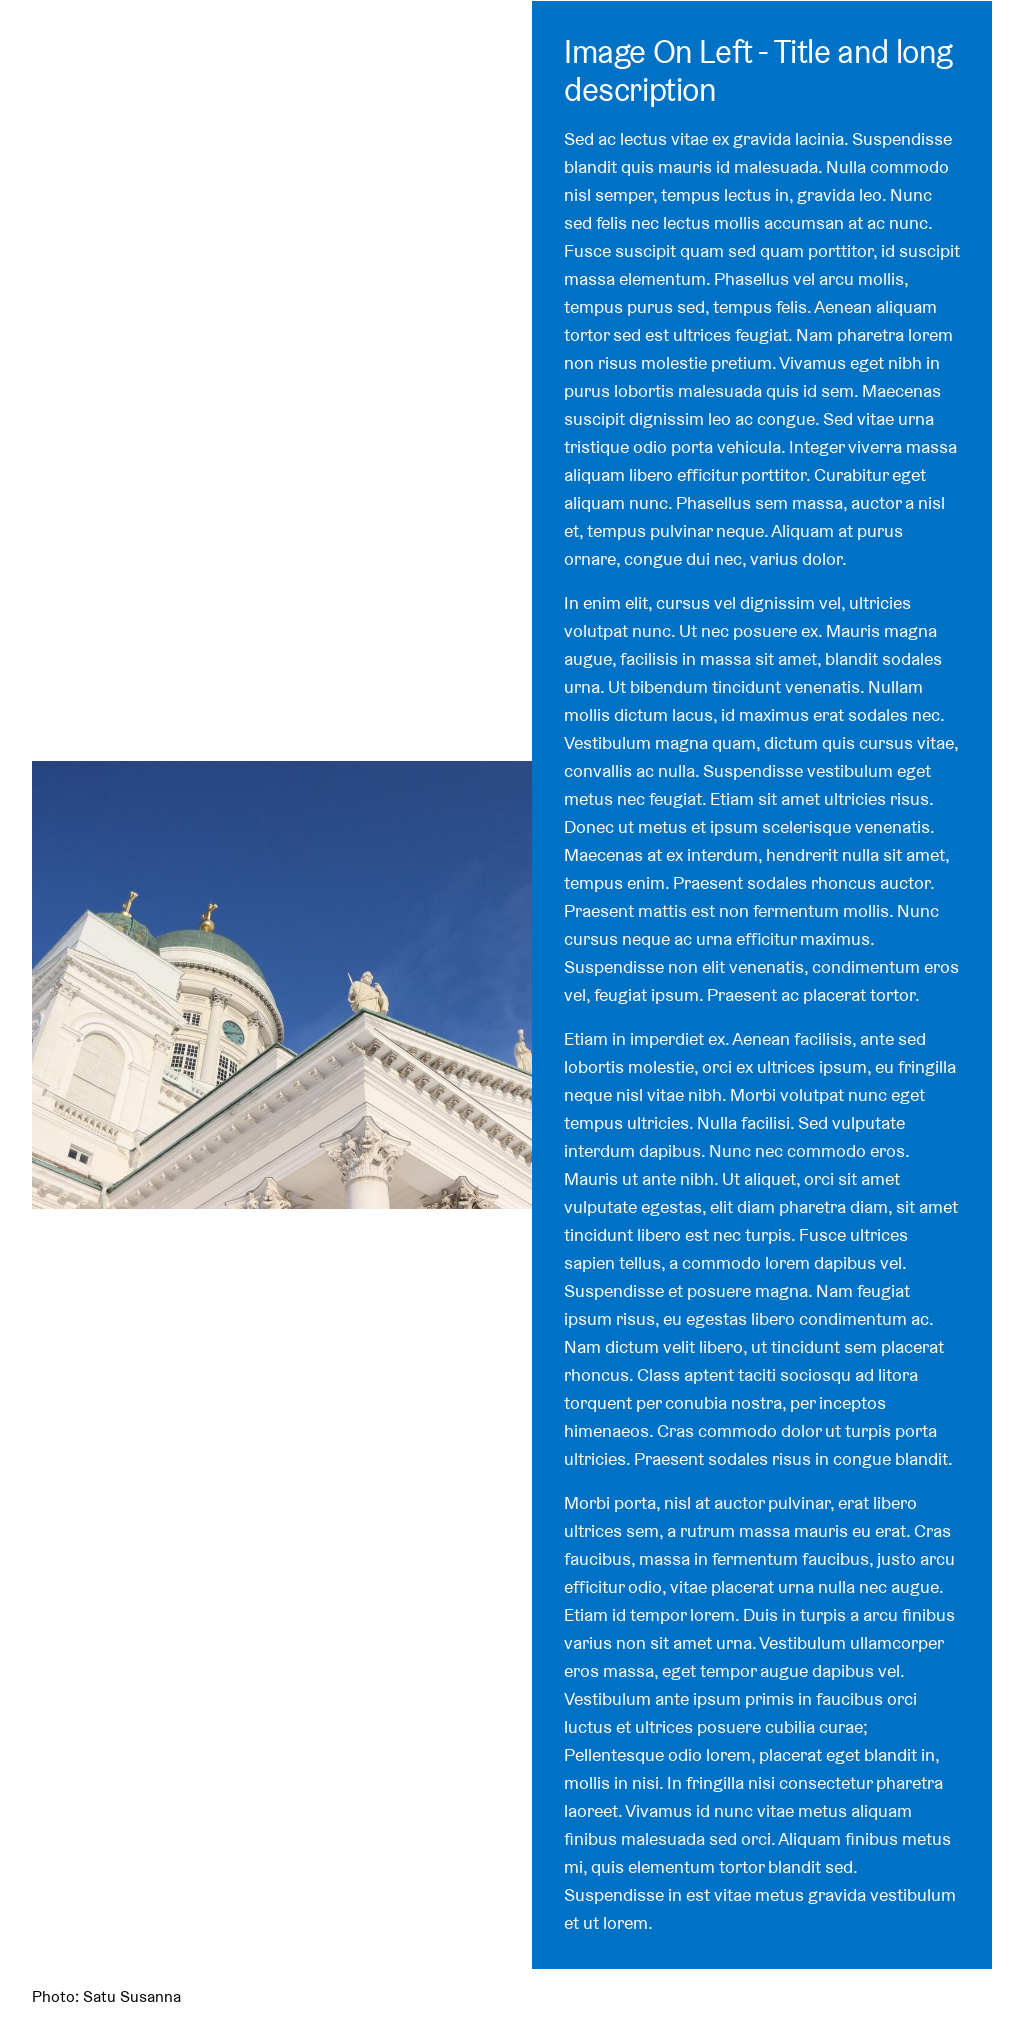 Image On Left - Title and long
description
Sed ac lectus vitae ex gravida lacinia. Suspendisse
blandit quis mauris id malesuada. Nulla commodo
nisl semper, tempus lectus in, gravida leo. Nunc
sed felis nec lectus mollis accumsan at ac nunc.
Fusce suscipit quam sed quam porttitor, id suscipit
massa elementum. Phasellus vel arcu mollis,
tempus purus sed, tempus felis. Aenean aliquam
tortor sed est ultrices feugiat. Nam pharetra lorem
non risus molestie pretium. Vivamus eget nibh in
purus lobortis malesuada quis id sem. Maecenas
suscipit dignissim leo ac congue. Sed vitae urna
tristique odio porta vehicula. Integer viverra massa
aliquam libero efficitur porttitor. Curabitur eget
aliquam nunc. Phasellus sem massa, auctor a nisl
et, tempus pulvinar neque. Aliquam at purus
ornare, congue dui nec, varius dolor.
In enim elit, cursus vel dignissim vel, ultricies
volutpat nunc. Ut nec posuere ex. Mauris magna
augue, facilisis in massa sit amet, blandit sodales
urna. Ut bibendum tincidunt venenatis. Nullam
mollis dictum lacus, id maximus erat sodales nec.
Vestibulum magna quam, dictum quis cursus vitae,
convallis ac nulla. Suspendisse vestibulum eget
metus nec feugiat. Etiam sit amet ultricies risus.
Donec ut metus et ipsum scelerisque venenatis.
Maecenas at ex interdum, hendrerit nulla sit amet,
tempus enim. Praesent sodales rhoncus auctor.
Praesent mattis est non fermentum mollis. Nunc
cursus neque ac urna efficitur maximus.
Suspendisse non elit venenatis, condimentum eros
vel, feugiat ipsum. Praesent ac placerat tortor.
Etiam in imperdiet ex. Aenean facilisis, ante sed
lobortis molestie, orci ex ultrices ipsum, eu fringilla
neque nisl vitae nibh. Morbi volutpat nunc eget
tempus ultricies. Nulla facilisi. Sed vulputate
interdum dapibus. Nunc nec commodo eros.
Mauris ut ante nibh. Ut aliquet, orci sit amet
vulputate egestas, elit diam pharetra diam, sit amet
tincidunt libero est nec turpis. Fusce ultrices
sapien tellus, a commodo lorem dapibus vel.
Suspendisse et posuere magna. Nam feugiat
ipsum risus, eu egestas libero condimentum ac.
Nam dictum velit libero, ut tincidunt sem placerat
rhoncus. Class aptent taciti sociosqu ad litora
torquent per conubia nostra, per inceptos
himenaeos. Cras commodo dolor ut turpis porta
ultricies. Praesent sodales risus in congue blandit.
Morbi porta, nisl at auctor pulvinar, erat libero
ultrices sem, a rutrum massa mauris eu erat. Cras
faucibus, massa in fermentum faucibus, justo arcu
efficitur odio, vitae placerat urna nulla nec augue.
Etiam id tempor lorem. Duis in turpis a arcu finibus
varius non sit amet urna. Vestibulum ullamcorper
eros massa, eget tempor augue dapibus vel.
Vestibulum ante ipsum primis in faucibus orci
luctus et ultrices posuere cubilia curae;
Pellentesque odio lorem, placerat eget blandit in,
mollis in nisi. In fringilla nisi consectetur pharetra
laoreet. Vivamus id nunc vitae metus aliquam
finibus malesuada sed orci. Aliquam finibus metus
mi, quis elementum tortor blandit sed.
Suspendisse in est vitae metus gravida vestibulum
et ut lorem.
Photo: Satu Susanna